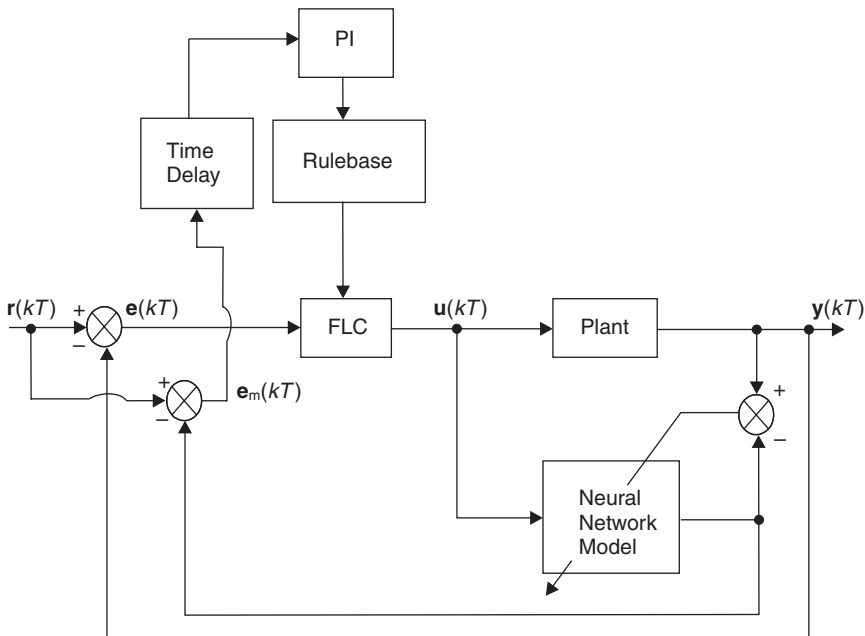 PI
Time
Delay
Rulebase
r(kT)
+
−
e(kT)
FLC
u(kT)
Plant
y(kT)
+
−
e_m(kT)
+
−
Neural
Network
Model